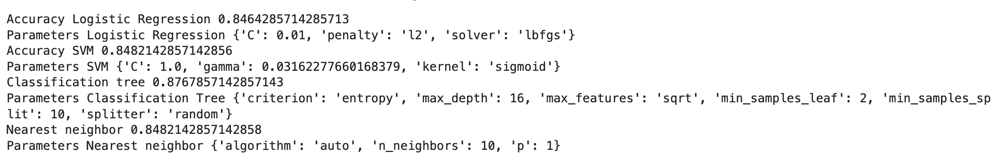 Accuracy Logistic Regression 0.8464285714285713
Parameters Logistic Regression {'C': 0.01, 'penalty': 'l2', 'solver': 'lbfgs'}
Accuracy SVM 0.8482142857142856
Parameters SVM {'C': 1.0, 'gamma': 0.03162277660168379, 'kernel': 'sigmoid'}
Classification tree 0.8767857142857143
Parameters Classification Tree {'criterion': 'entropy', 'max_depth': 16, 'max_features': 'sqrt', 'min_samples_leaf': 2, 'min_samples_sp
lit': 10, 'splitter': 'random'}
Nearest neighbor 0.8482142857142858
Parameters Nearest neighbor {'algorithm': 'auto', 'n_neighbors': 10, 'p': 1}